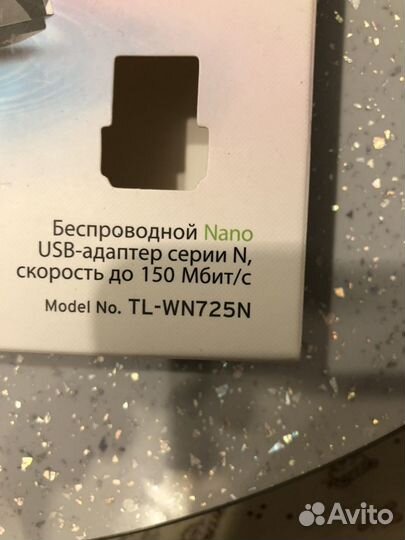 Беспроводной Nano
USB-адаптер серии N,
скорость до 150 Мбит/с
Model No. TL-WN725N
Avito